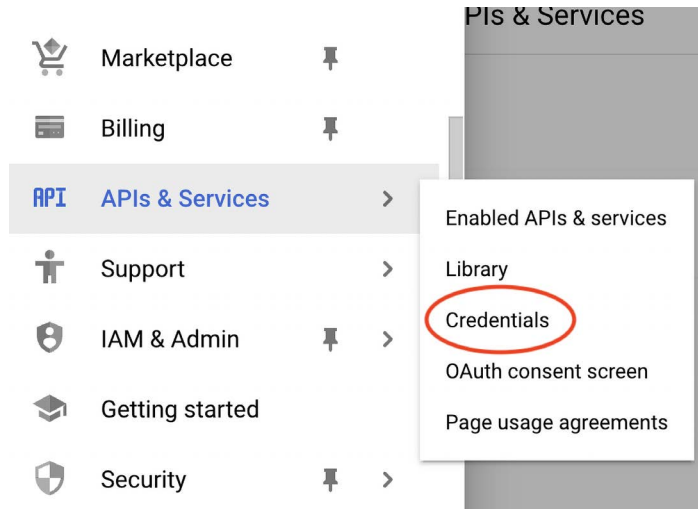 PIs & Services
Marketplace
Billing
API APIs & Services
Support
IAM & Admin
Getting started
Security
Enabled APIs & services
Library
Credentials
OAuth consent screen
Page usage agreements